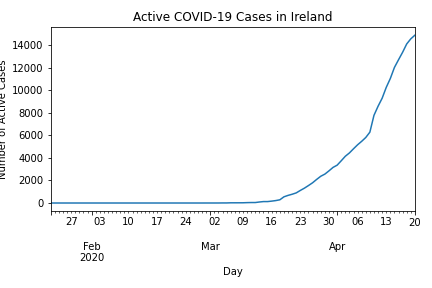 Active COVID-19 Cases in Ireland
Number of Active Cases
14000
12000
10000
8000
6000
4000
2000
0
27 03 10 17 24 02 09 16 23 30 06 13 20
Feb Mar Apr
2020
Day